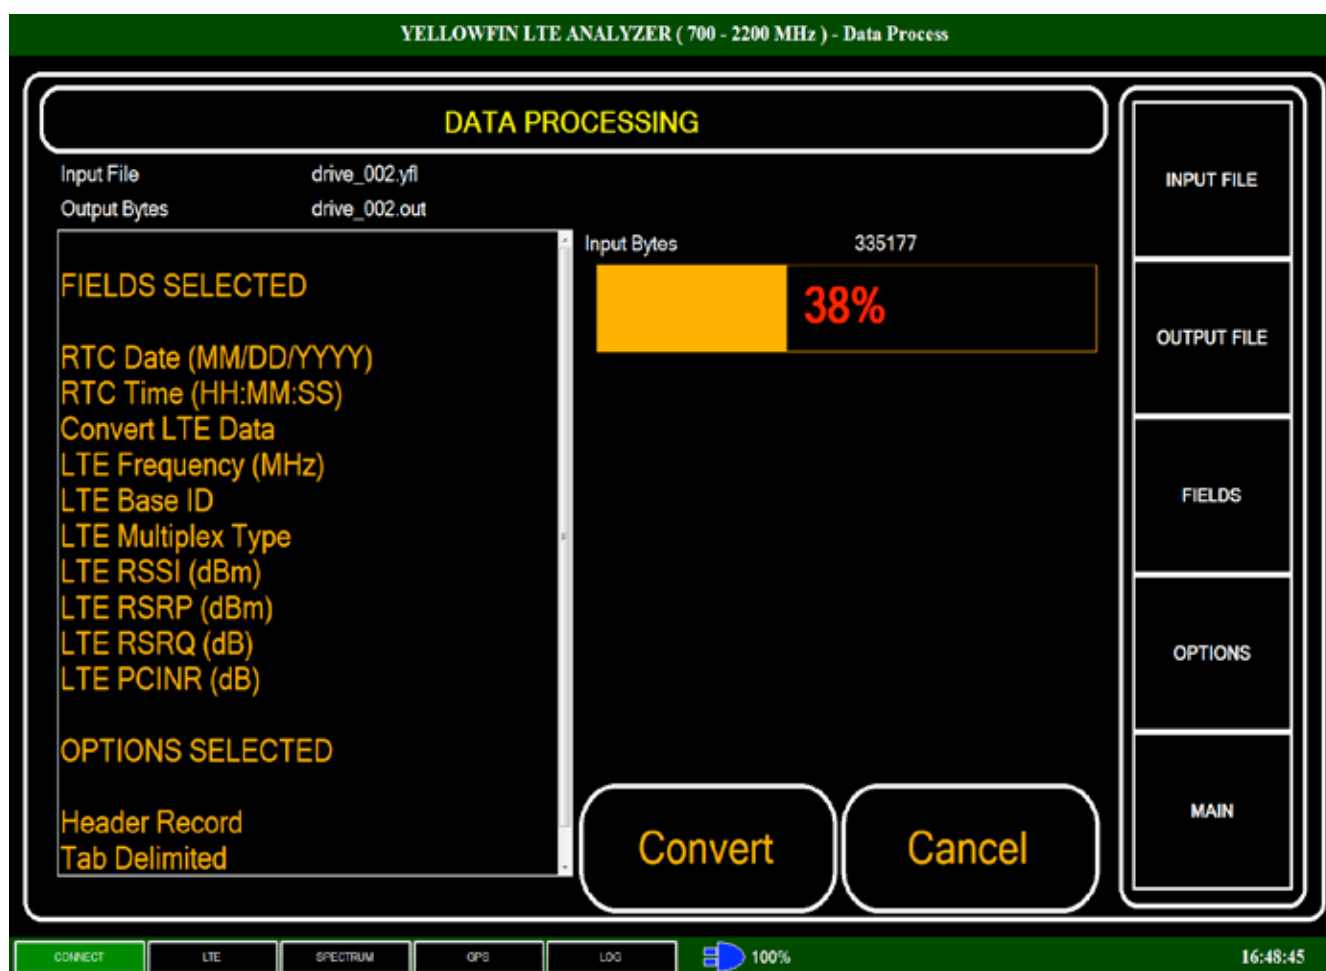 YELLOWFIN LTE ANALYZER ( 700 - 2200 MHz ) - Data Process
DATA PROCESSING
Input File drive_002.yfl
Output Bytes drive_002.out
FIELDS SELECTED
RTC Date (MM/DD/YYYY)
RTC Time (HH:MM:SS)
Convert LTE Data
LTE Frequency (MHz)
LTE Base ID
LTE Multiplex Type
LTE RSSI (dBm)
LTE RSRP (dBm)
LTE RSRQ (dB)
LTE PCINR (dB)
OPTIONS SELECTED
Header Record
Tab Delimited
Input Bytes 335177
38%
Convert Cancel
INPUT FILE
OUTPUT FILE
FIELDS
OPTIONS
MAIN
CONNECT LTE SPECTRUM GPS LOG 100% 16:48:45